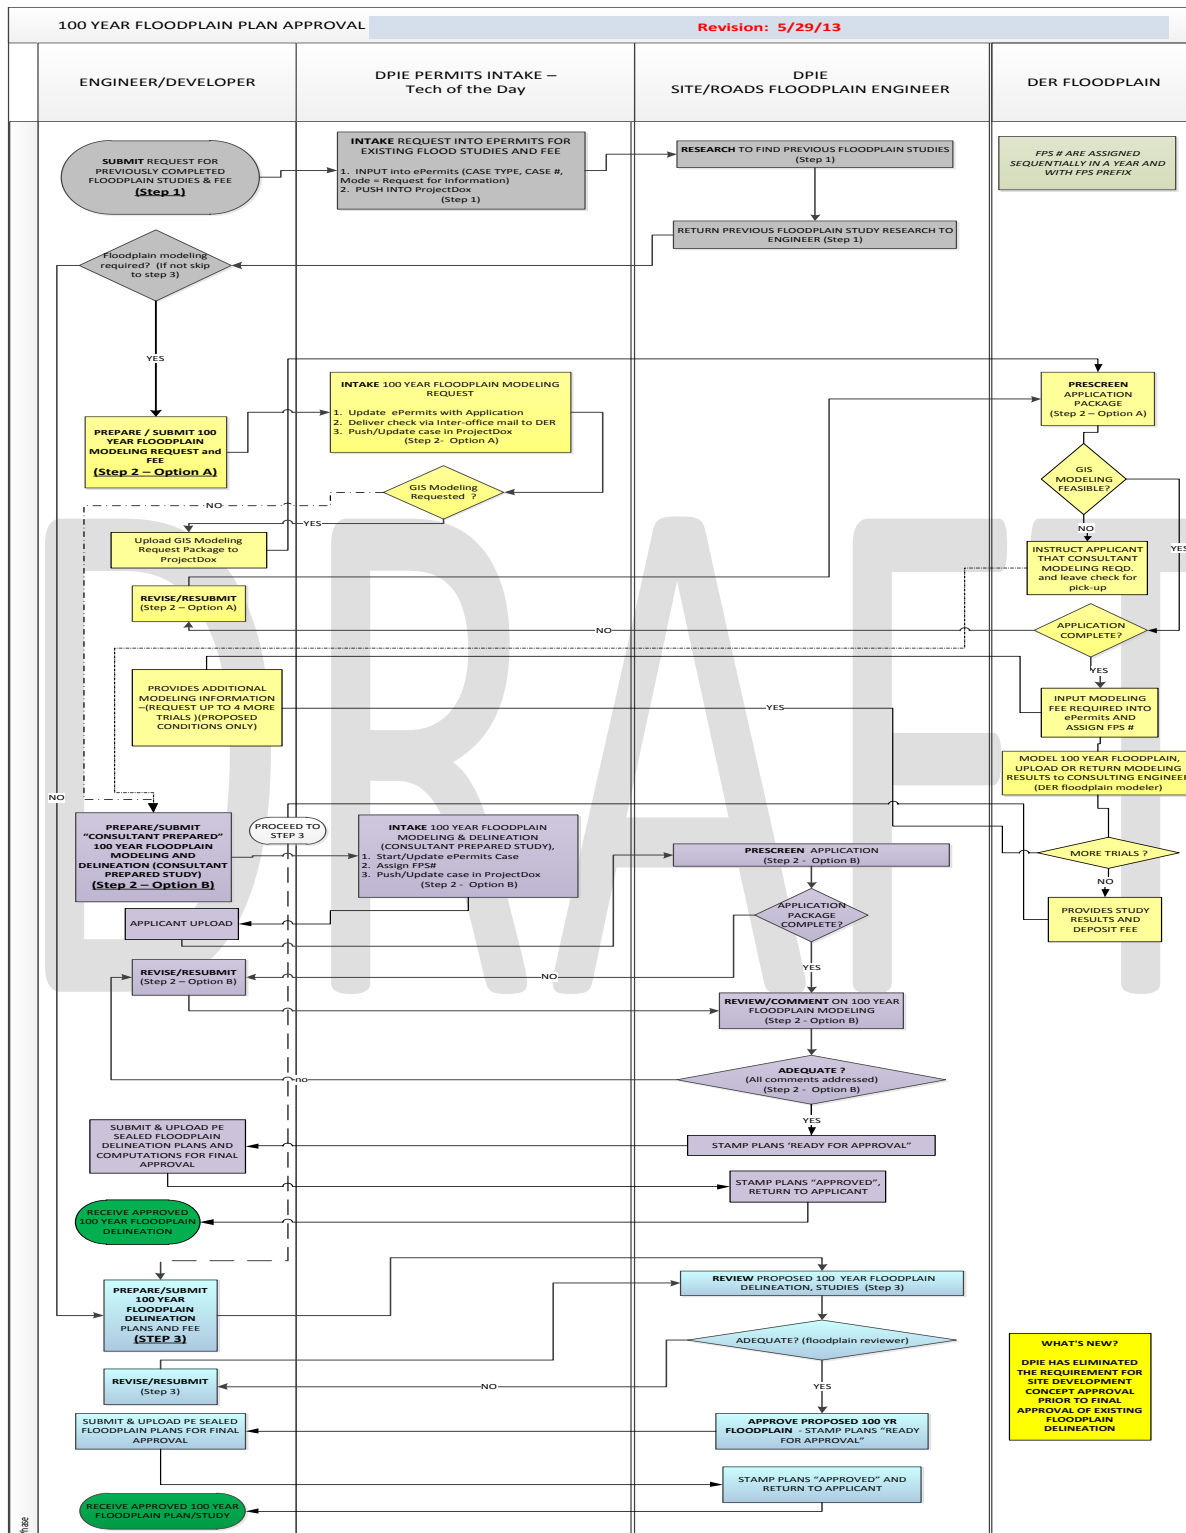 100 YEAR FLOODPLAIN PLAN APPROVAL
Revision: 5/29/13
ENGINEER/DEVELOPER
DPIE PERMITS INTAKE –
Tech of the Day
DPIE
SITE/ROADS FLOODPLAIN ENGINEER
DER FLOODPLAIN
SUBMIT REQUEST FOR
PREVIOUSLY COMPLETED
FLOODPLAIN STUDIES & FEE
(Step 1)
INTAKE REQUEST INTO EPERMITS FOR
EXISTING FLOOD STUDIES AND FEE
1. INPUT into ePermits (CASE TYPE, CASE #,
Mode = Request for Information)
2. PUSH INTO ProjectDox
(Step 1)
RESEARCH TO FIND PREVIOUS FLOODPLAIN STUDIES
(Step 1)
FPS # ARE ASSIGNED
SEQUENTIALLY IN A YEAR AND
WITH FPS PREFIX
RETURN PREVIOUS FLOODPLAIN STUDY RESEARCH TO
ENGINEER (Step 1)
Floodplain modeling
required? (If not skip
to step 3)
YES
INTAKE 100 YEAR FLOODPLAIN MODELING
REQUEST
1. Update ePermits with Application
2. Deliver check via Inter-office mail to DER
3. Push/Update case in ProjectDox
(Step 2- Option A)
PRESCREEN
APPLICATION
PACKAGE
(Step 2 – Option A)
PREPARE / SUBMIT 100
YEAR FLOODPLAIN
MODELING REQUEST and
FEE
(Step 2 – Option A)
GIS Modeling
Requested ?
GIS
MODELING
FEASIBLE?
NO
YES
NO
YES
Upload GIS Modeling
Request Package to
ProjectDox
INSTRUCT APPLICANT
THAT CONSULTANT
MODELING REQD.
and leave check for
pick-up
REVISE/RESUBMIT
(Step 2 – Option A)
NO
APPLICATION
COMPLETE?
YES
PROVIDES ADDITIONAL
MODELING INFORMATION
–(REQUEST UP TO 4 MORE
TRIALS )(PROPOSED
CONDITIONS ONLY)
YES
INPUT MODELING
FEE REQUIRED INTO
ePermits AND
ASSIGN FPS #
MODEL 100 YEAR FLOODPLAIN,
UPLOAD OR RETURN MODELING
RESULTS to CONSULTING ENGINEER
(DER floodplain modeler)
NO
PREPARE/SUBMIT
"CONSULTANT PREPARED"
100 YEAR FLOODPLAIN
MODELING AND
DELINEATION (CONSULTANT
PREPARED STUDY)
(Step 2 – Option B)
PROCEED TO
STEP 3
INTAKE 100 YEAR FLOODPLAIN
MODELING & DELINEATION
(CONSULTANT PREPARED STUDY),
1. Start/Update ePermits Case
2. Assign FPS#
3. Push/Update case in ProjectDox
(Step 2 - Option B)
PRESCREEN APPLICATION
(Step 2 - Option B)
MORE TRIALS ?
NO
APPLICANT UPLOAD
APPLICATION
PACKAGE
COMPLETE?
PROVIDES STUDY
RESULTS AND
DEPOSIT FEE
YES
REVISE/RESUBMIT
(Step 2 – Option B)
NO
REVIEW/COMMENT ON 100 YEAR
FLOODPLAIN MODELING
(Step 2 - Option B)
ADEQUATE ?
(All comments addressed)
(Step 2 - Option B)
no
YES
SUBMIT & UPLOAD PE
SEALED FLOODPLAIN
DELINEATION PLANS AND
COMPUTATIONS FOR FINAL
APPROVAL
STAMP PLANS 'READY FOR APPROVAL"
STAMP PLANS "APPROVED",
RETURN TO APPLICANT
RECEIVE APPROVED
100 YEAR FLOODPLAIN
DELINEATION
PREPARE/SUBMIT
100 YEAR
FLOODPLAIN
DELINEATION
PLANS AND FEE
(STEP 3)
REVIEW PROPOSED 100 YEAR FLOODPLAIN
DELINEATION, STUDIES (Step 3)
ADEQUATE? (floodplain reviewer)
WHAT'S NEW?
DPIE HAS ELIMINATED
THE REQUIREMENT FOR
SITE DEVELOPMENT
CONCEPT APPROVAL
PRIOR TO FINAL
APPROVAL OF EXISTING
FLOODPLAIN
DELINEATION
REVISE/RESUBMIT
(Step 3)
NO
YES
SUBMIT & UPLOAD PE SEALED
FLOODPLAIN PLANS FOR FINAL
APPROVAL
APPROVE PROPOSED 100 YR
FLOODPLAIN - STAMP PLANS "READY
FOR APPROVAL"
STAMP PLANS "APPROVED" AND
RETURN TO APPLICANT
RECEIVE APPROVED 100 YEAR
FLOODPLAIN PLAN/STUDY
DRAFT